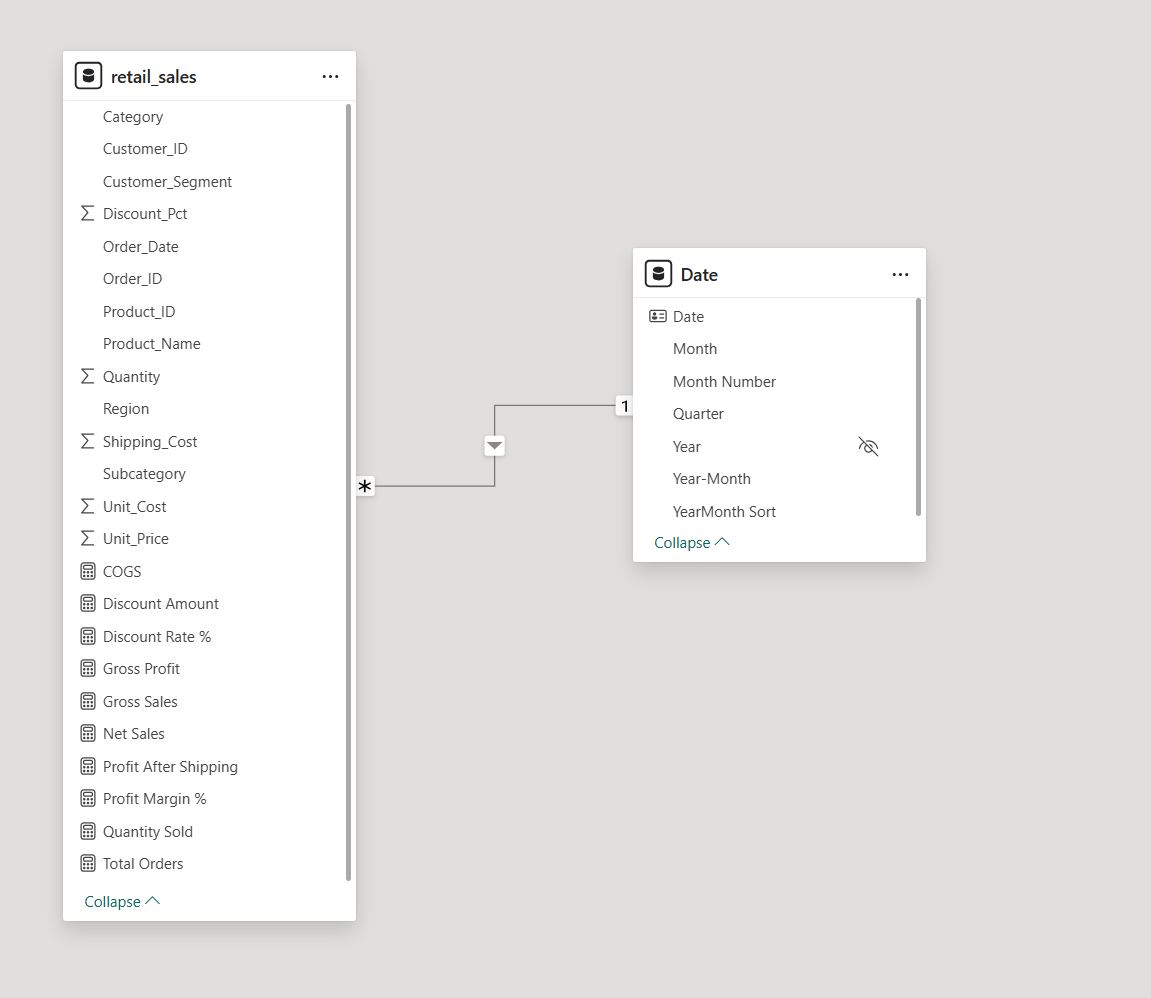 retail_sales
Category
Customer_ID
Customer_Segment
Discount_Pct
Order_Date
Order_ID
Product_ID
Product_Name
Quantity
Region
Shipping_Cost
Subcategory
Unit_Cost
Unit_Price
COGS
Discount Amount
Discount Rate %
Gross Profit
Gross Sales
Net Sales
Profit After Shipping
Profit Margin %
Quantity Sold
Total Orders
Collapse
*
1
Date
Date
Month
Month Number
Quarter
Year
Year-Month
YearMonth Sort
Collapse